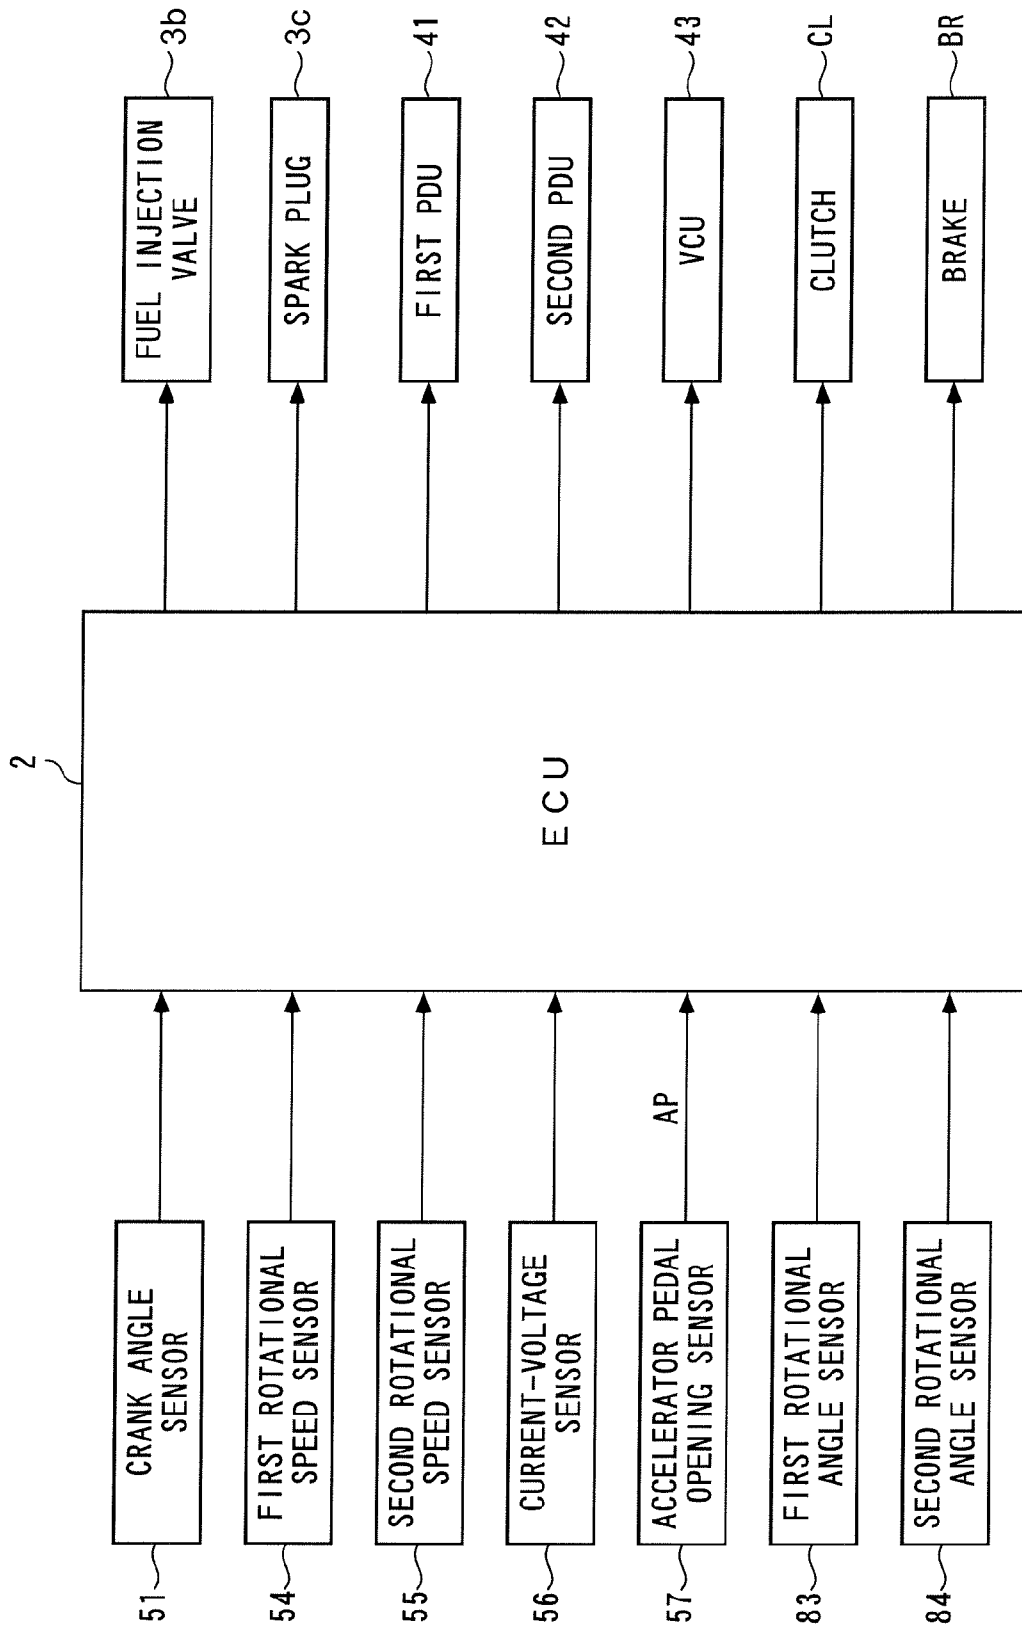 2
ECU
51
CRANK ANGLE
SENSOR
54
FIRST ROTATIONAL
SPEED SENSOR
55
SECOND ROTATIONAL
SPEED SENSOR
56
CURRENT-VOLTAGE
SENSOR
57
ACCELERATOR PEDAL
OPENING SENSOR
AP
83
FIRST ROTATIONAL
ANGLE SENSOR
84
SECOND ROTATIONAL
ANGLE SENSOR
FUEL INJECTION
VALVE
3b
SPARK PLUG
3c
FIRST PDU
41
SECOND PDU
42
VCU
43
CLUTCH
CL
BRAKE
BR